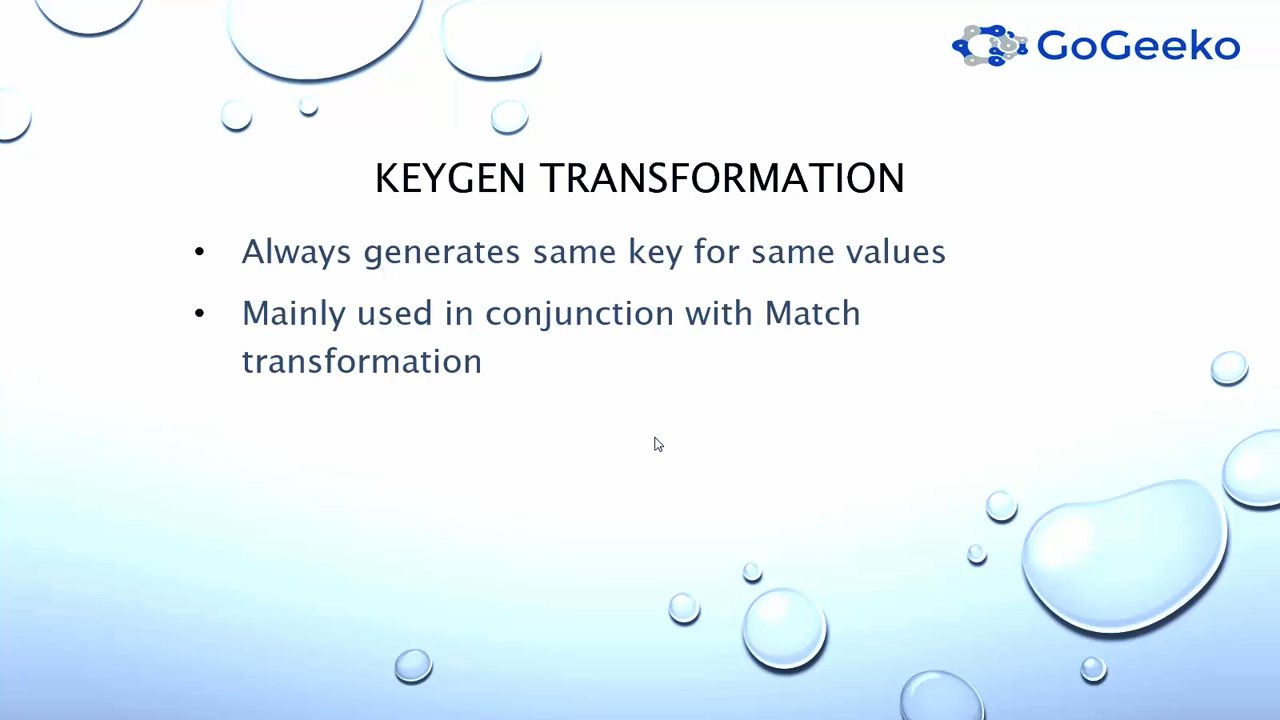 GoGeeko
KEYGEN TRANSFORMATION
• Always generates same key for same values
• Mainly used in conjunction with Match
transformation